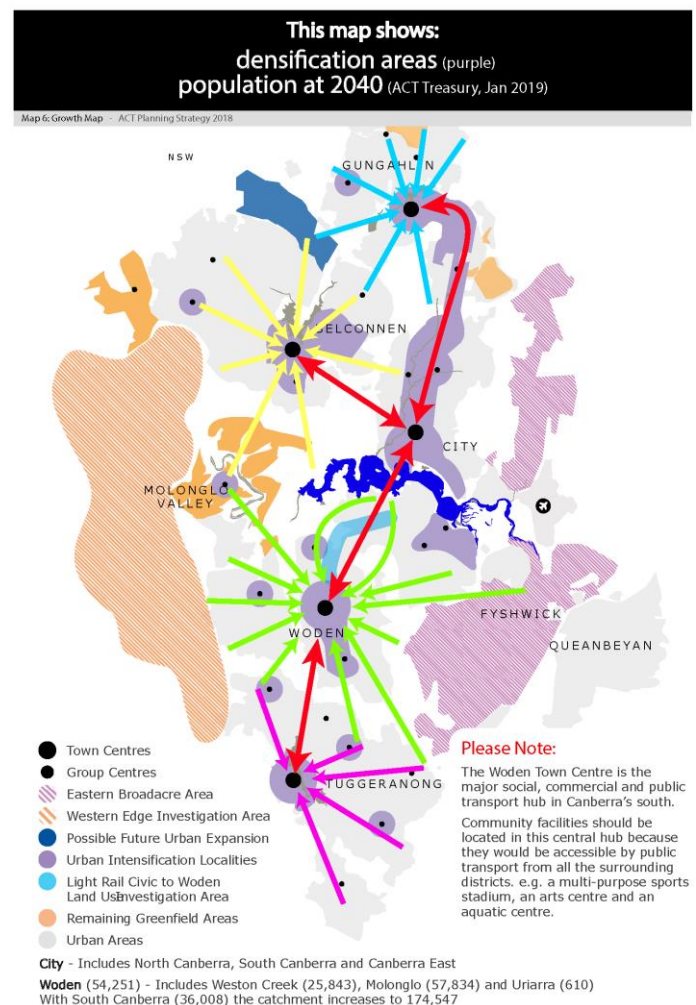 This map shows:
densification areas (purple)
population at 2040 (ACT Treasury, Jan 2019)
Map 6: Growth Map - ACT Planning Strategy 2018
NSW
GUNGAHLIN
BELCONNEN
CITY
MOLONGLO
VALLEY
WODEN
FYSHWICK
QUEANBEYAN
TUGGERANONG
Town Centres
Group Centres
Eastern Broadacre Area
Western Edge Investigation Area
Possible Future Urban Expansion
Urban Intensification Localities
Light Rail Civic to Woden
Land Use Investigation Area
Remaining Greenfield Areas
Urban Areas
Please Note:
The Woden Town Centre is the
major social, commercial and public
transport hub in Canberra's south.
Community facilities should be
located in this central hub because
they would be accessible by public
transport from all the surrounding
districts. e.g. a multi-purpose sports
stadium, an arts centre and an
aquatic centre.
City - Includes North Canberra, South Canberra and Canberra East
Woden (54,251) - Includes Weston Creek (25,843), Molonglo (57,834) and Uriarra (610)
With South Canberra (36,008) the catchment increases to 174,547